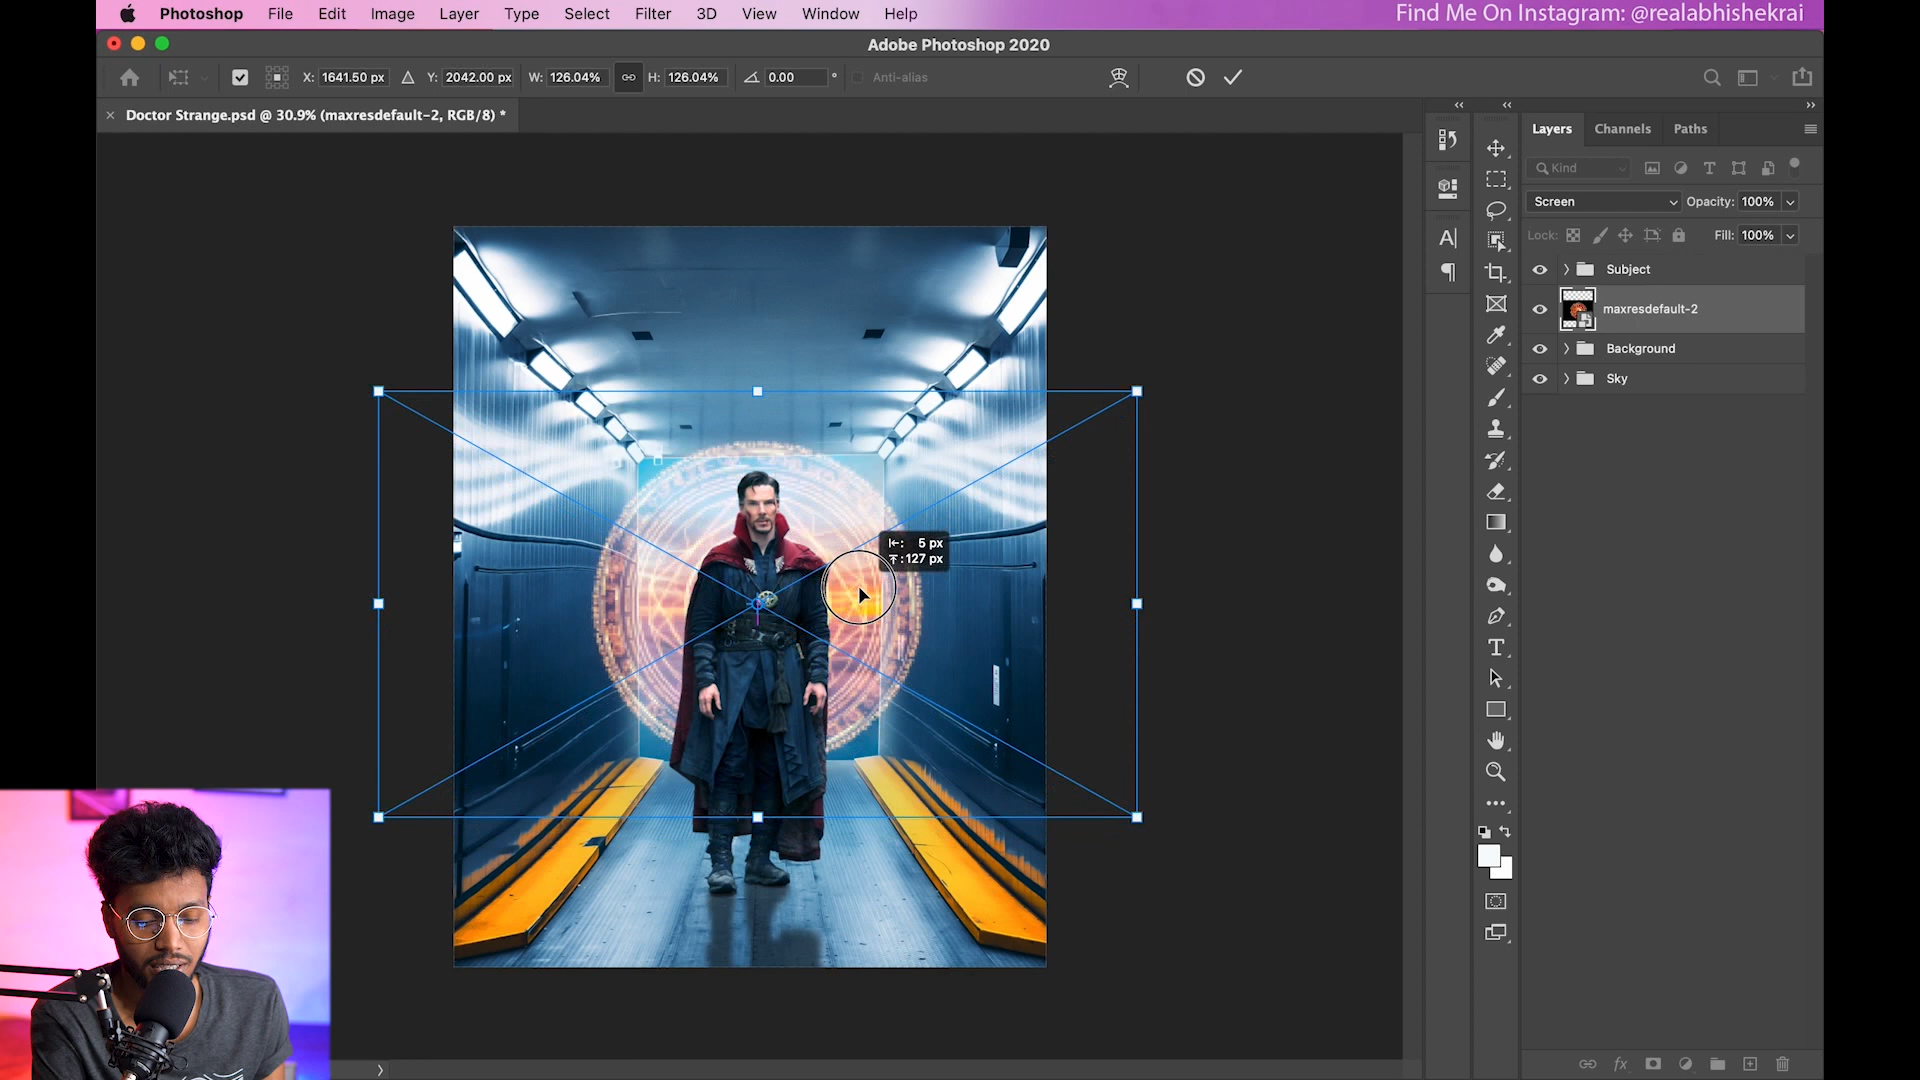 Photoshop File Edit Image Layer Type Select Filter 3D View Window Help
Find Me On Instagram: @realabhishekrai
Adobe Photoshop 2020
X: 1641.50 px Y: 2042.00 px W: 126.04% H: 126.04% 0.00 ° Anti-alias
Doctor Strange.psd @ 30.9% (maxresdefault-2, RGB/8) *
Layers Channels Paths
Kind
Screen Opacity: 100%
Lock: Fill: 100%
Subject
maxresdefault-2
Background
Sky
5 px
127 px